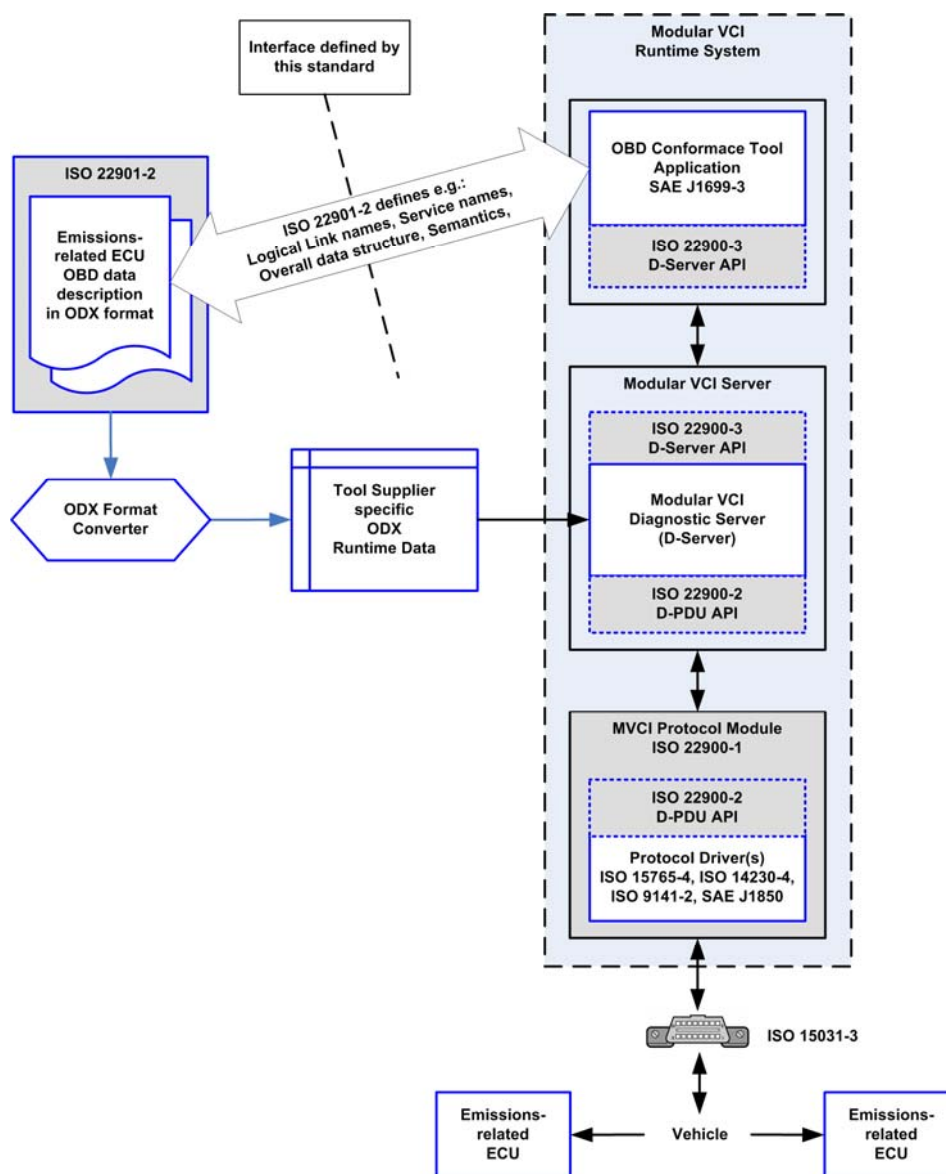 Interface defined by
this standard
Modular VCI
Runtime System
OBD Conformace Tool
Application
SAE J1699-3
ISO 22900-3
D-Server API
ISO 22901-2
Emissions-
related ECU
OBD data
description
in ODX format
ISO 22901-2 defines e.g.:
Logical Link names, Service names,
Overall data structure, Semantics,
Modular VCI Server
ISO 22900-3
D-Server API
Modular VCI
Diagnostic Server
(D-Server)
ISO 22900-2
D-PDU API
ODX Format
Converter
Tool Supplier
specific
ODX
Runtime Data
MVCI Protocol Module
ISO 22900-1
ISO 22900-2
D-PDU API
Protocol Driver(s)
ISO 15765-4, ISO 14230-4,
ISO 9141-2, SAE J1850
ISO 15031-3
Emissions-
related
ECU
Vehicle
Emissions-
related
ECU